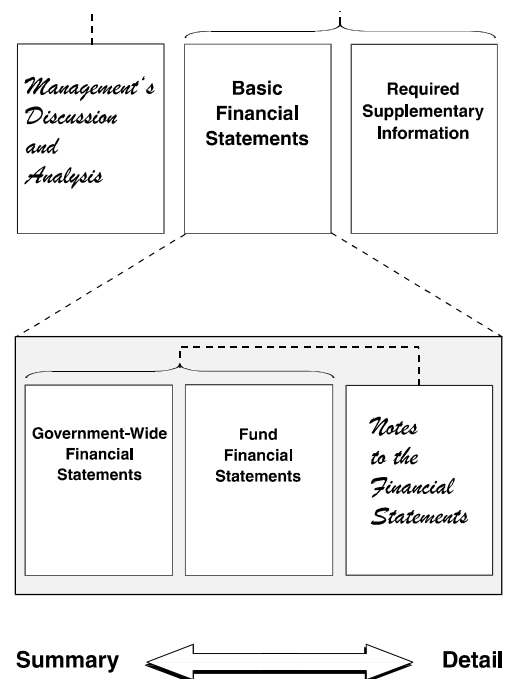 Management's
Discussion
and
Analysis
Basic
Financial
Statements
Required
Supplementary
Information
Government-Wide
Financial
Statements
Fund
Financial
Statements
Notes
to the
Financial
Statements
Summary
Detail